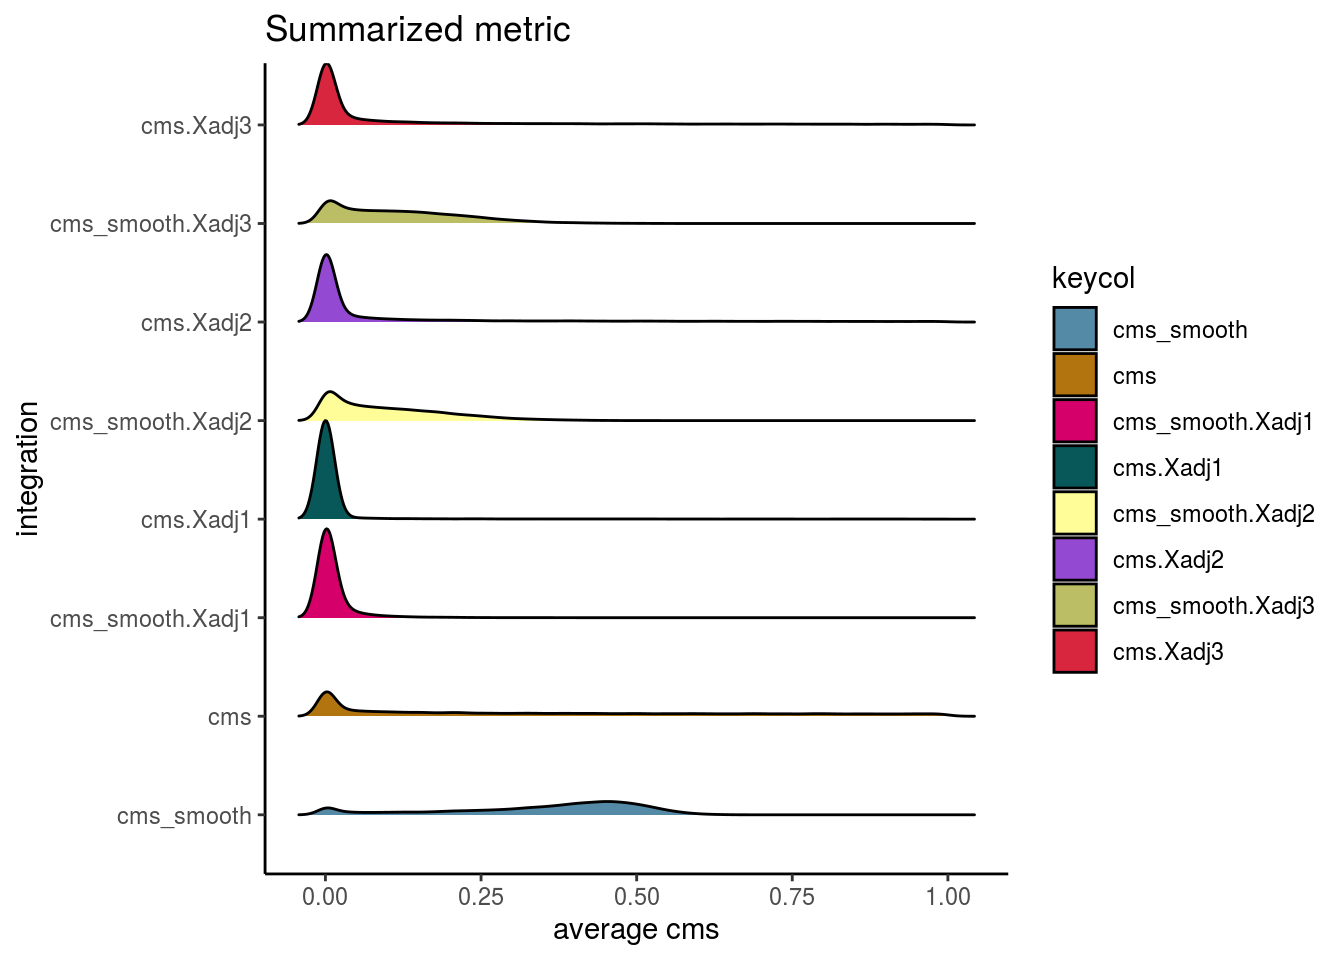 Summarized metric
integration
cms.Xadj3
cms_smooth.Xadj3
cms.Xadj2
cms_smooth.Xadj2
cms.Xadj1
cms_smooth.Xadj1
cms
cms_smooth
0.00 0.25 0.50 0.75 1.00
average cms
keycol
cms_smooth
cms
cms_smooth.Xadj1
cms.Xadj1
cms_smooth.Xadj2
cms.Xadj2
cms_smooth.Xadj3
cms.Xadj3